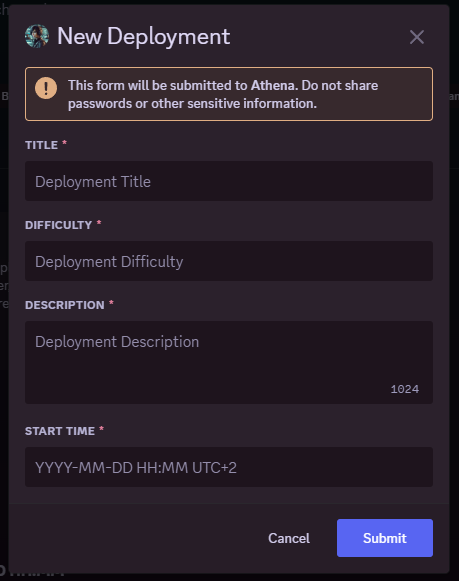 New Deployment
This form will be submitted to Athena. Do not share
passwords or other sensitive information.
TITLE *
Deployment Title
DIFFICULTY *
Deployment Difficulty
DESCRIPTION *
Deployment Description
1024
START TIME *
YYYY-MM-DD HH:MM UTC+2
Cancel
Submit